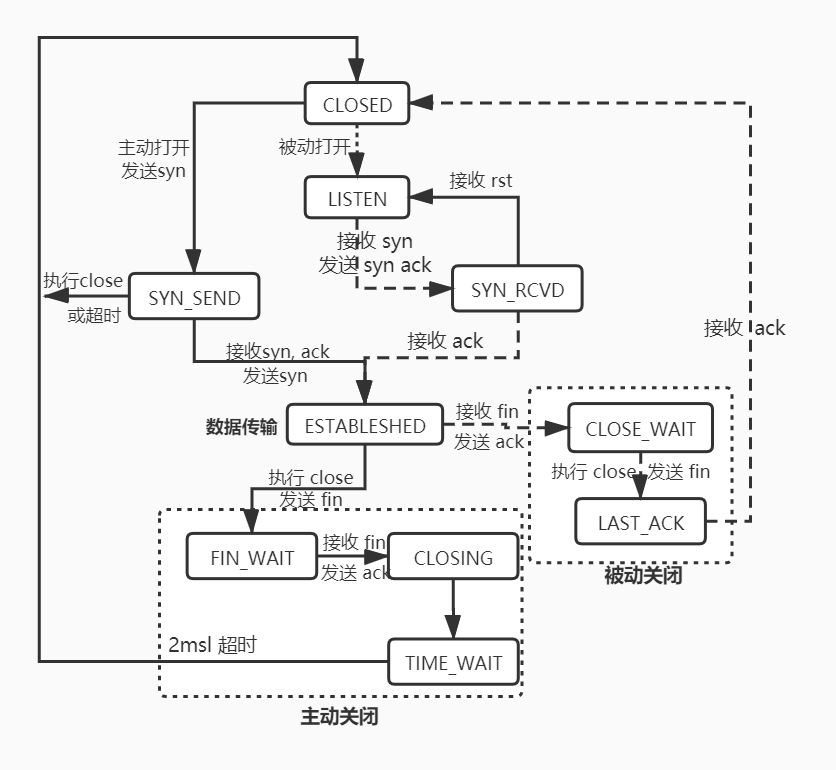 CLOSED
主动打开
发送syn
被动打开
LISTEN
接收 rst
接收 syn
发送 syn ack
执行close
或超时
SYN_SEND
SYN_RCVD
接收 ack
接收 ack
接收syn, ack
发送syn
数据传输
ESTABLESHED
接收 fin
发送 ack
CLOSE_WAIT
执行 close
发送 fin
执行 close 发送 fin
LAST_ACK
被动关闭
FIN_WAIT
接收 fin
发送 ack
CLOSING
2msl 超时
TIME_WAIT
主动关闭